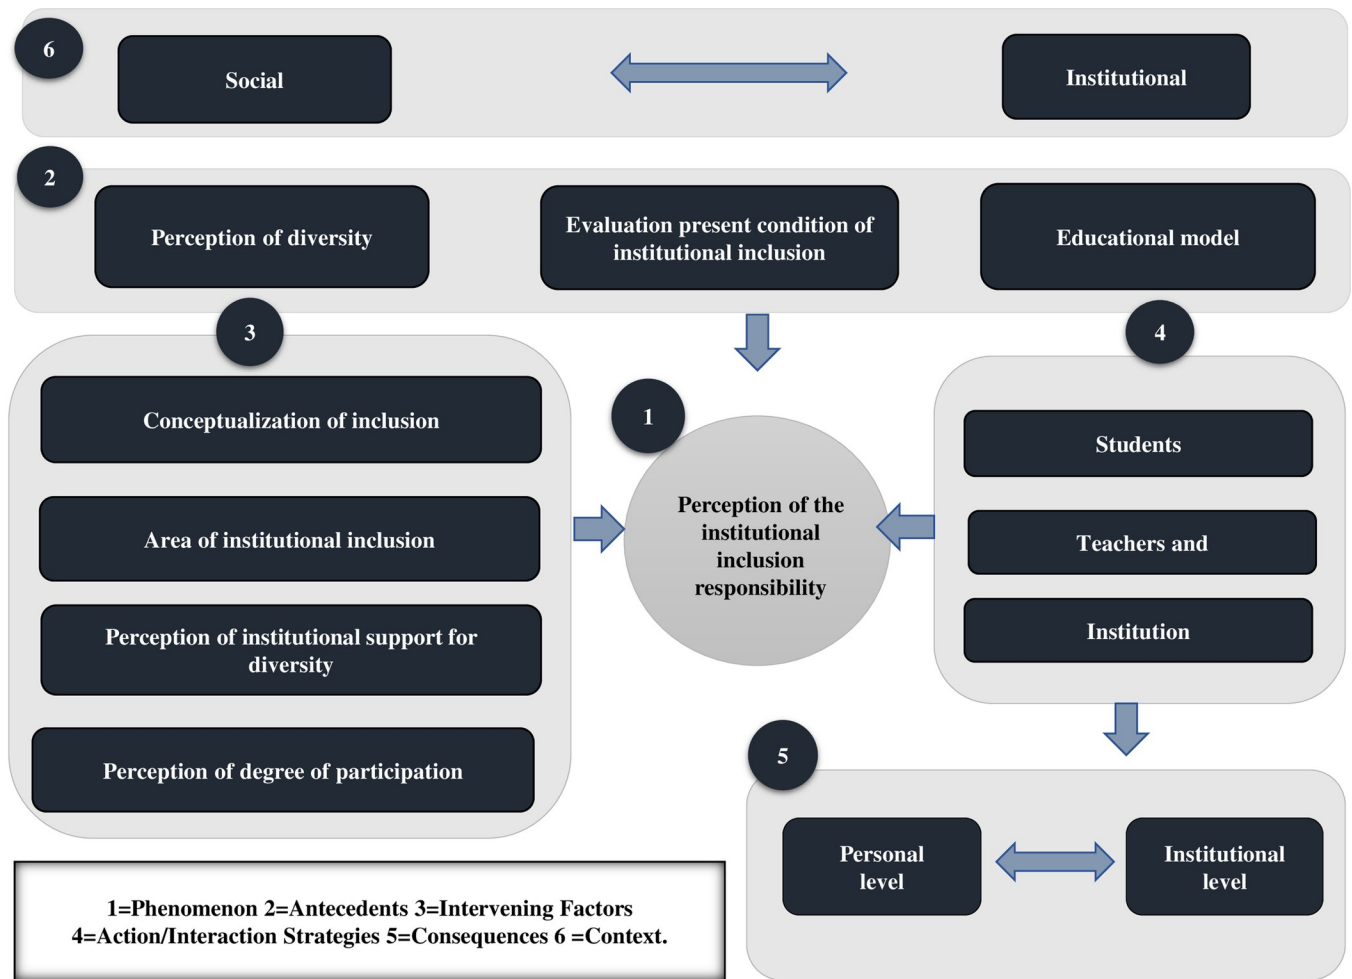 6
Social
Institutional
2
Perception of diversity
Evaluation present condition of
institutional inclusion
Educational model
3
4
Conceptualization of inclusion
Area of institutional inclusion
Perception of institutional support for
diversity
Perception of degree of participation
1
Perception of the
institutional
inclusion
responsibility
Students
Teachers and
Institution
5
Personal
level
Institutional
level
1=Phenomenon 2=Antecedents 3=Intervening Factors
4=Action/Interaction Strategies 5=Consequences 6 =Context.